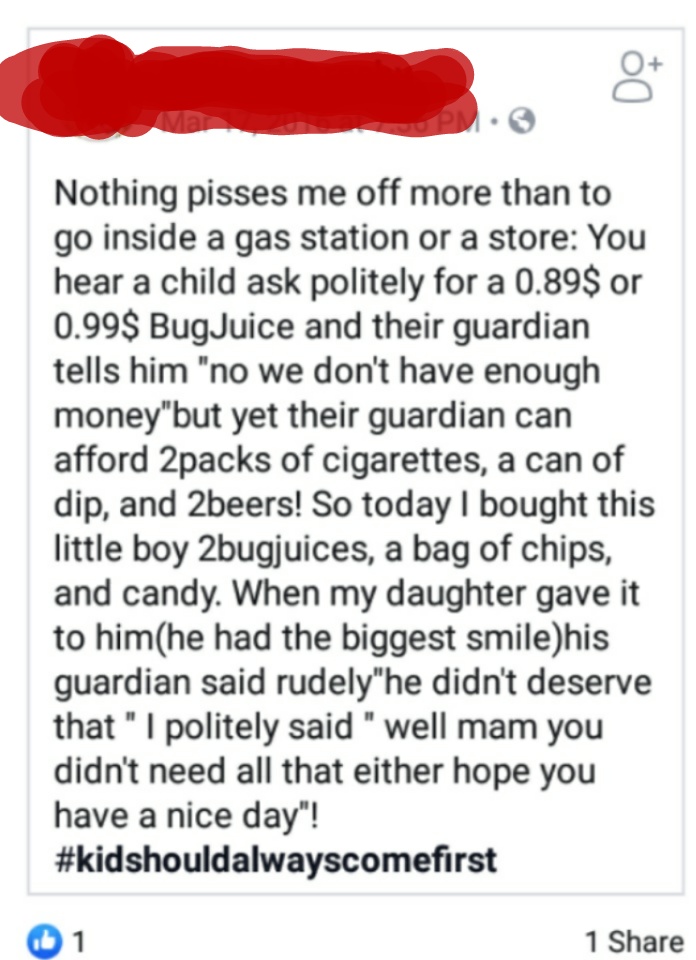 Nothing pisses me off more than to
go inside a gas station or a store: You
hear a child ask politely for a 0.89$ or
0.99$ BugJuice and their guardian
tells him "no we don't have enough
money"but yet their guardian can
afford 2packs of cigarettes, a can of
dip, and 2beers! So today I bought this
little boy 2bugjuices, a bag of chips,
and candy. When my daughter gave it
to him(he had the biggest smile)his
guardian said rudely"he didn't deserve
that " I politely said " well mam you
didn't need all that either hope you
have a nice day"!
#kidshouldalwayscomefirst
1
1 Share